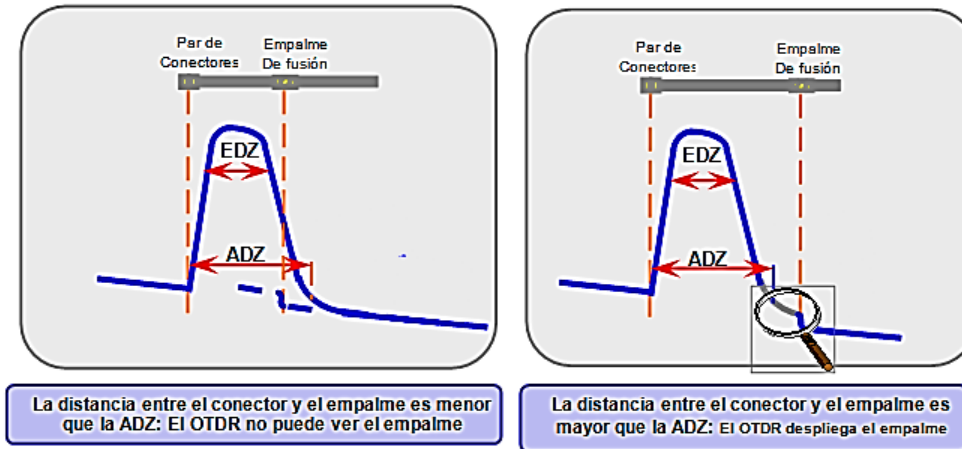 Par de
Conectores
Empalme
De fusión
EDZ
ADZ
La distancia entre el conector y el empalme es menor
que la ADZ: El OTDR no puede ver el empalme
Par de
Conectores
Empalme
De fusión
EDZ
ADZ
La distancia entre el conector y el empalme es
mayor que la ADZ: El OTDR despliega el empalme